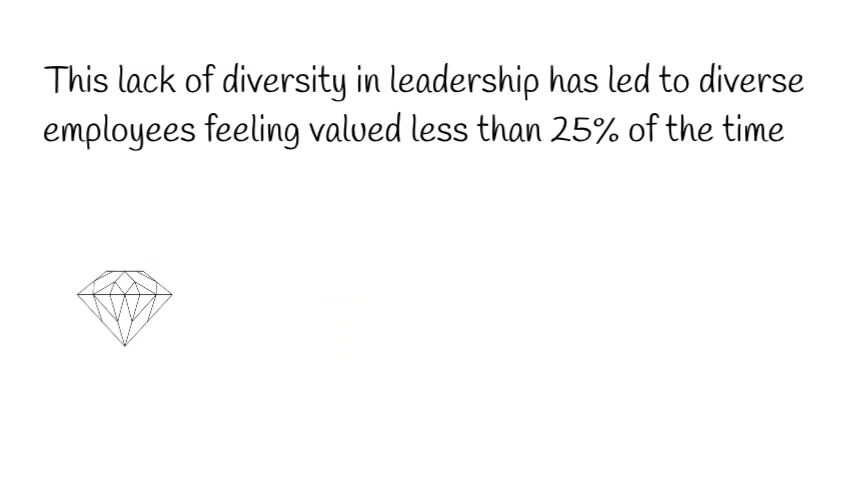 This lack of diversity in leadership has led to diverse
employees feeling valued less than 25% of the time